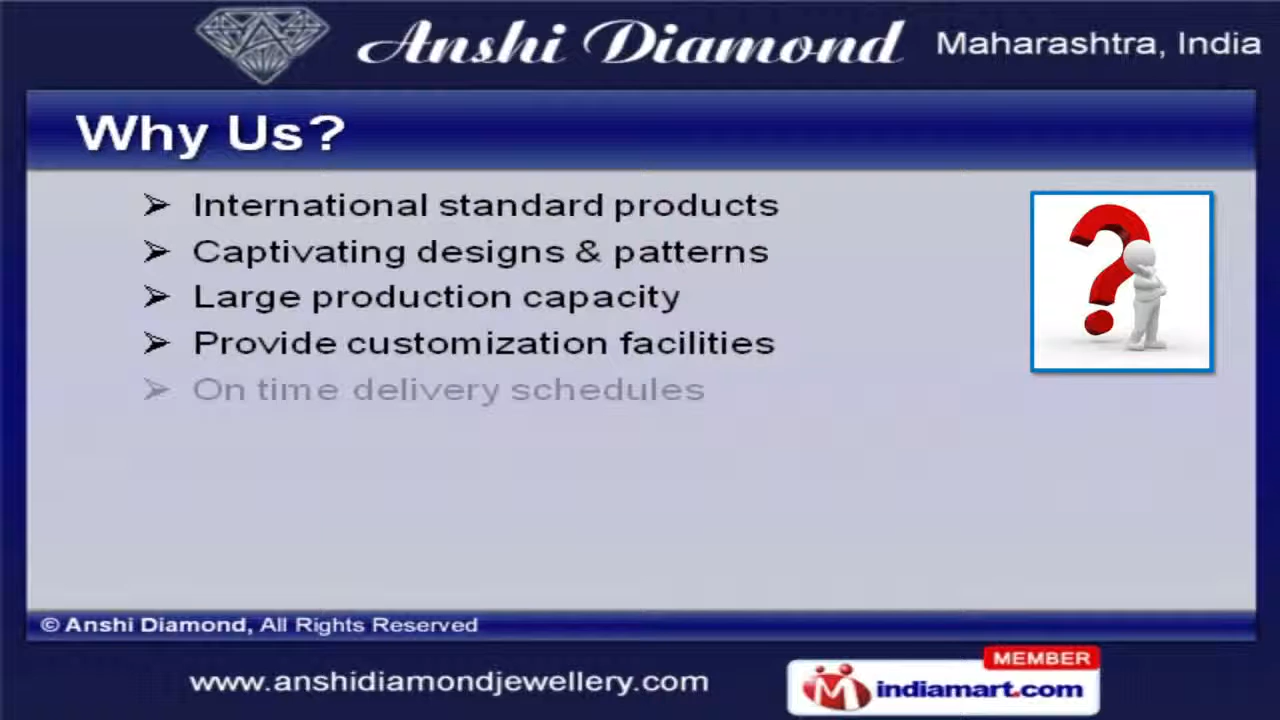 Anshi Diamond
Maharashtra, India
Why Us?
International standard products
Captivating designs & patterns
Large production capacity
Provide customization facilities
On time delivery schedules
© Anshi Diamond, All Rights Reserved
www.anshidiamondjewellery.com
MEMBER
indiamart.com